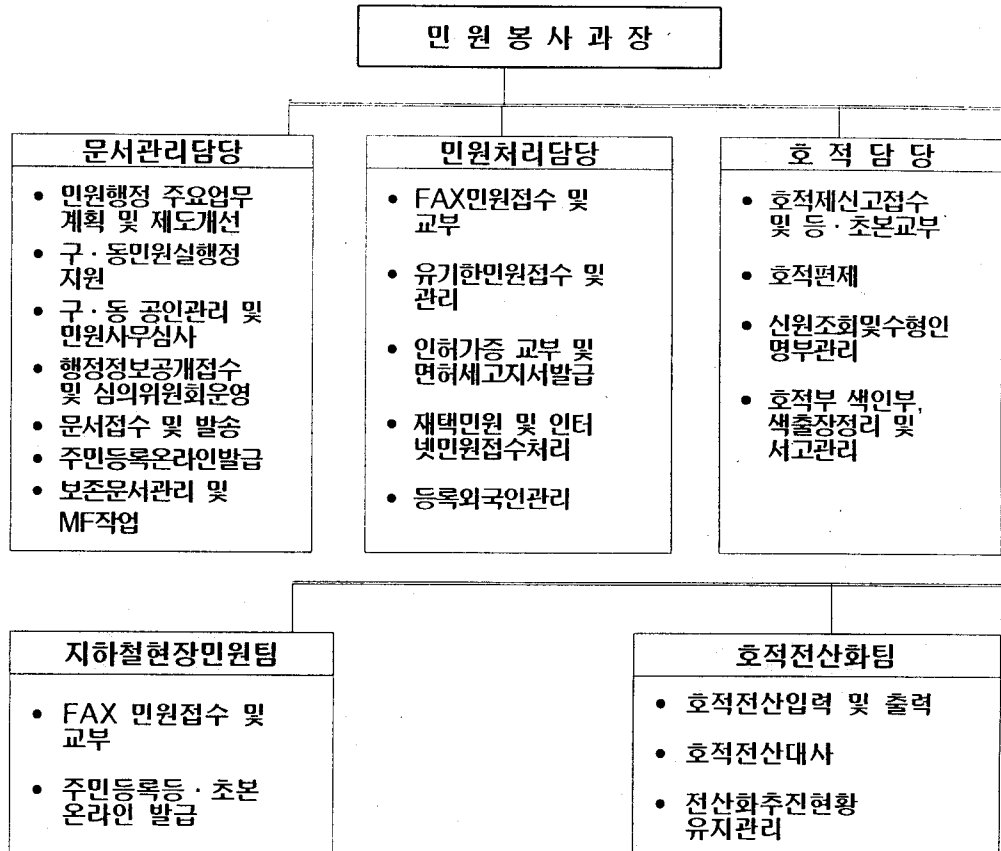 민 원 봉 사 과 장
문서관리담당
• 민원행정 주요업무
계획 및 제도개선
• 구 · 동민원실행정
지원
• 구 · 동 공인관리 및
민원사무심사
• 행정정보공개접수
및 심의위원회운영
• 문서접수 및 발송
• 주민등록온라인발급
• 보존문서관리 및
MF작업
민원처리담당
• FAX민원접수 및
교부
• 유기한민원접수 및
관리
• 인허가증 교부 및
면허세고지서발급
• 재택민원 및 인터
넷민원접수처리
• 등록외국인관리
호 적 담 당
• 호적제신고접수
및 등 · 초본교부
• 호적편제
• 신원조회및수형인
명부관리
• 호적부 색인부,
색출장정리 및
서고관리
지하철현장민원팀
• FAX 민원접수 및
교부
• 주민등록등 · 초본
온라인 발급
호적전산화팀
• 호적전산입력 및 출력
• 호적전산대사
• 전산화추진현황
유지관리